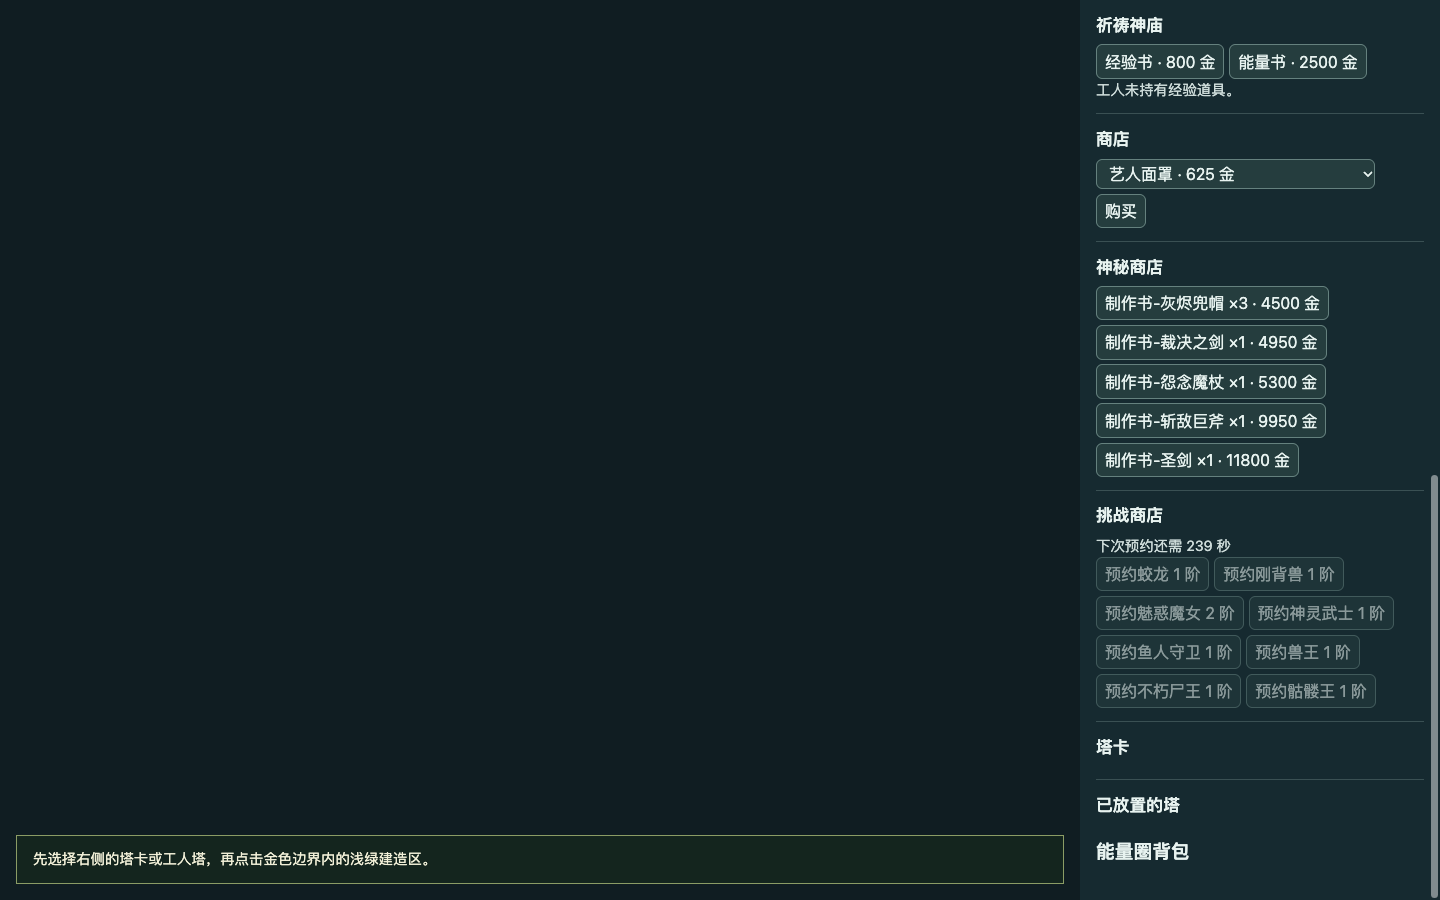 祈祷神庙
经验书 · 800 金 能量书 · 2500 金
工人未持有经验道具。
商店
艺人面罩 · 625 金
购买
神秘商店
制作书-灰烬兜帽 ×3 · 4500 金
制作书-裁决之剑 ×1 · 4950 金
制作书-怨念魔杖 ×1 · 5300 金
制作书-斩敌巨斧 ×1 · 9950 金
制作书-圣剑 ×1 · 11800 金
挑战商店
下次预约还需 239 秒
预约蛟龙 1 阶 预约刚背兽 1 阶
预约魅惑魔女 2 阶 预约神灵武士 1 阶
预约鱼人守卫 1 阶 预约兽王 1 阶
预约不朽尸王 1 阶 预约骷髅王 1 阶
塔卡
已放置的塔
能量圈背包
先选择右侧的塔卡或工人塔，再点击金色边界内的浅绿建造区。